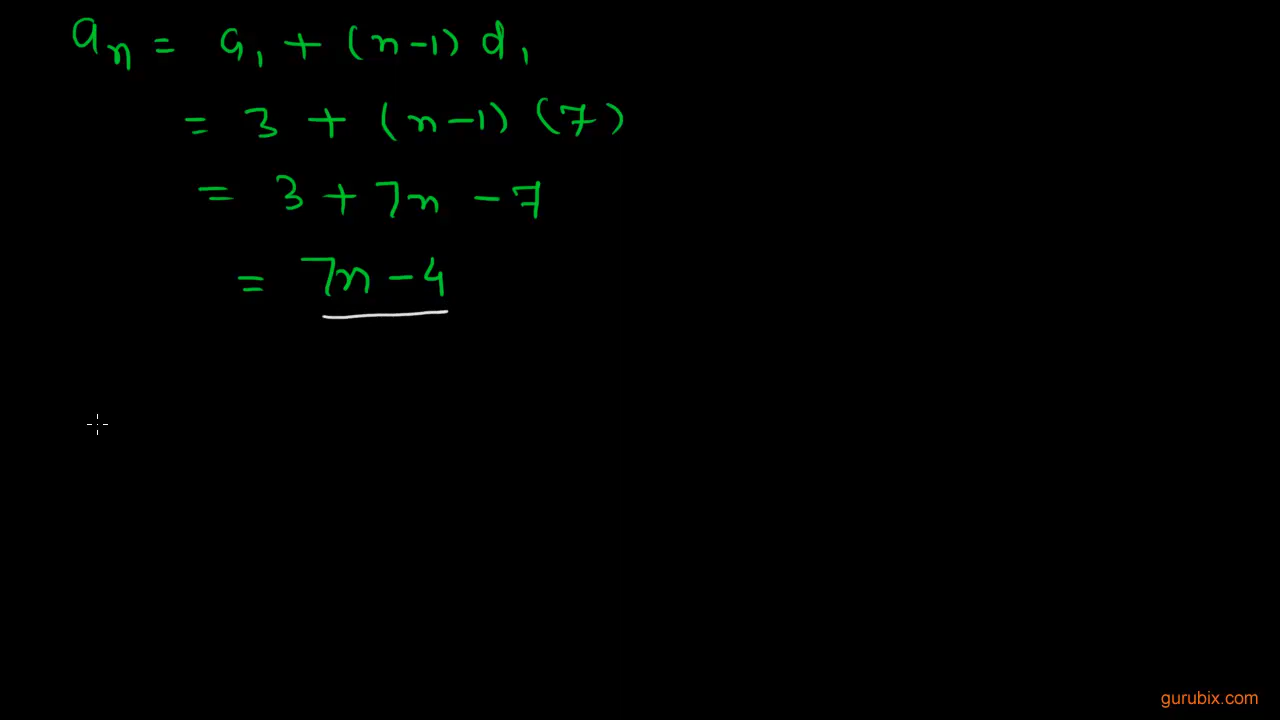 aₙ = a₁ + (n-1) d₁
= 3 + (n-1) (7)
= 3 + 7n - 7
= 7n - 4
gurubix.com